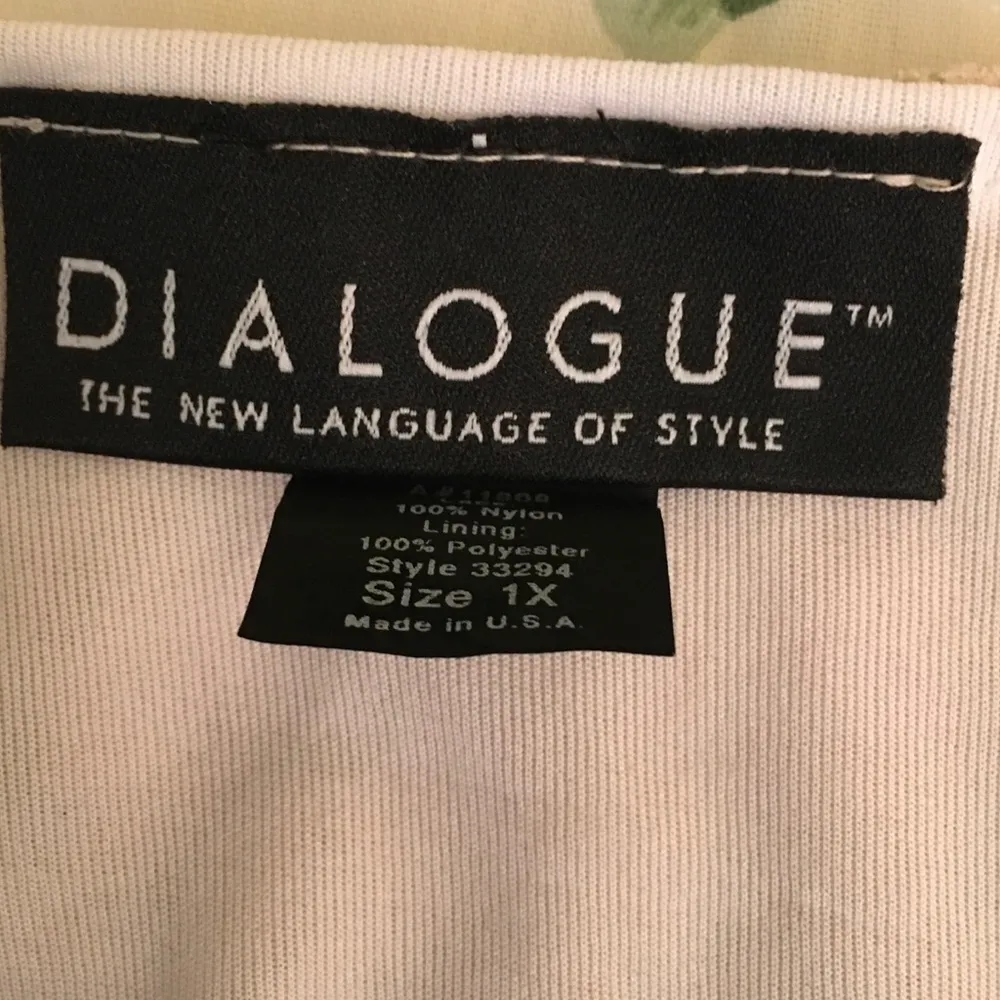 DIALOGUE™
THE NEW LANGUAGE OF STYLE
100% Nylon
Lining:
100% Polyester
Style 33294
Size 1X
Made in U.S.A.